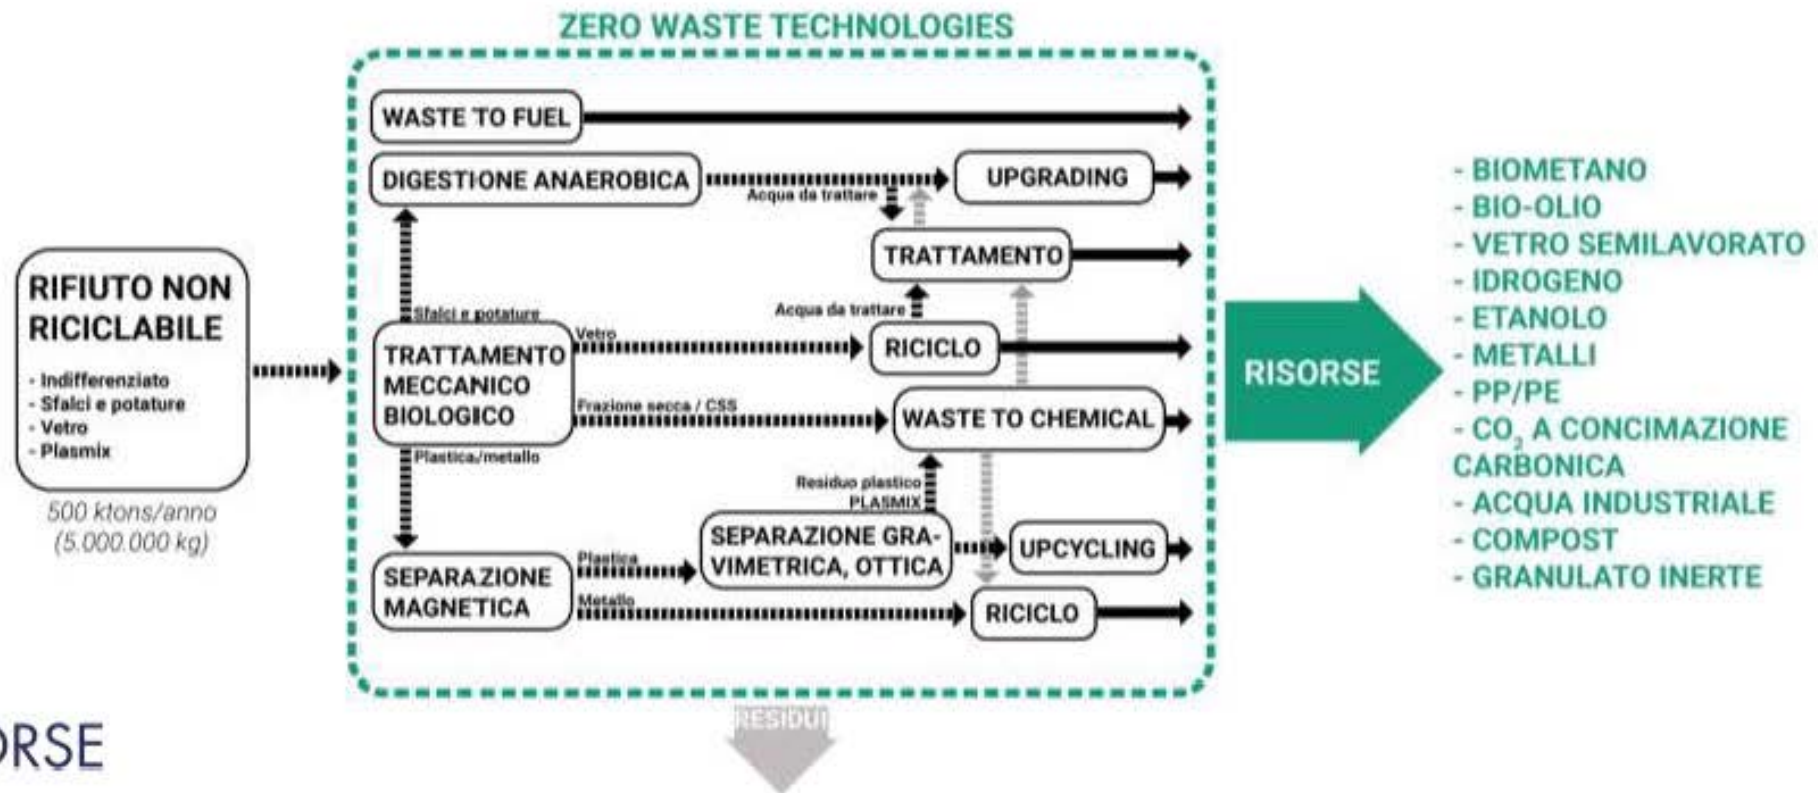 ZERO WASTE TECHNOLOGIES
RIFIUTO NON
RICICLABILE
- Indifferenziato
- Sfalci e potature
- Vetro
- Plasmix
500 ktons/anno
(5.000.000 kg)
WASTE TO FUEL
DIGESTIONE ANAEROBICA
Acqua da trattare
UPGRADING
TRATTAMENTO
Sfalci e potature
Acqua da trattare
TRATTAMENTO
MECCANICO
BIOLOGICO
Vetro
RICICLO
Frazione secca / CSS
WASTE TO CHEMICAL
Plastica/metallo
Residuo plastico
PLASMIX
SEPARAZIONE GRA-
VIMETRICA, OTTICA
UPCYCLING
SEPARAZIONE
MAGNETICA
Plastica
Metallo
RICICLO
RESIDUI
RISORSE
- BIOMETANO
- BIO-OLIO
- VETRO SEMILAVORATO
- IDROGENO
- ETANOLO
- METALLI
- PP/PE
- CO₂ A CONCIMAZIONE
CARBONICA
- ACQUA INDUSTRIALE
- COMPOST
- GRANULATO INERTE
ORSE